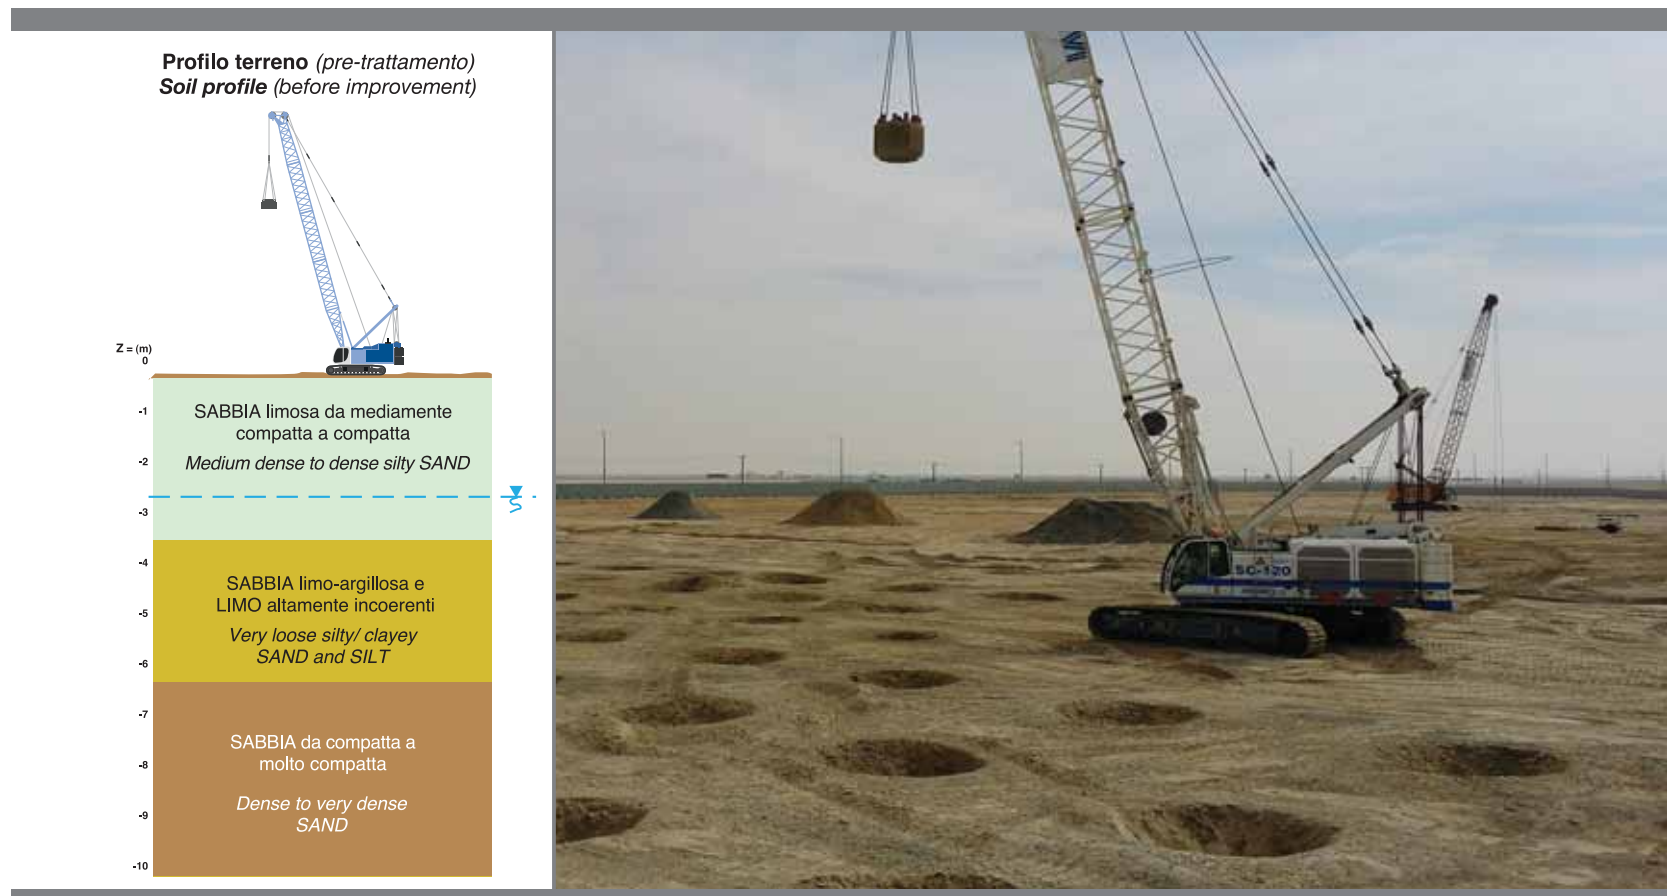 Profilo terreno (pre-trattamento)
Soil profile (before improvement)
Z = (m)
0
-1
-2
-3
-4
-5
-6
-7
-8
-9
-10
SABBIA limosa da mediamente
compatta a compatta
Medium dense to dense silty SAND
SABBIA limo-argillosa e
LIMO altamente incoerenti
Very loose silty/ clayey
SAND and SILT
SABBIA da compatta a
molto compatta
Dense to very dense
SAND
SC-120